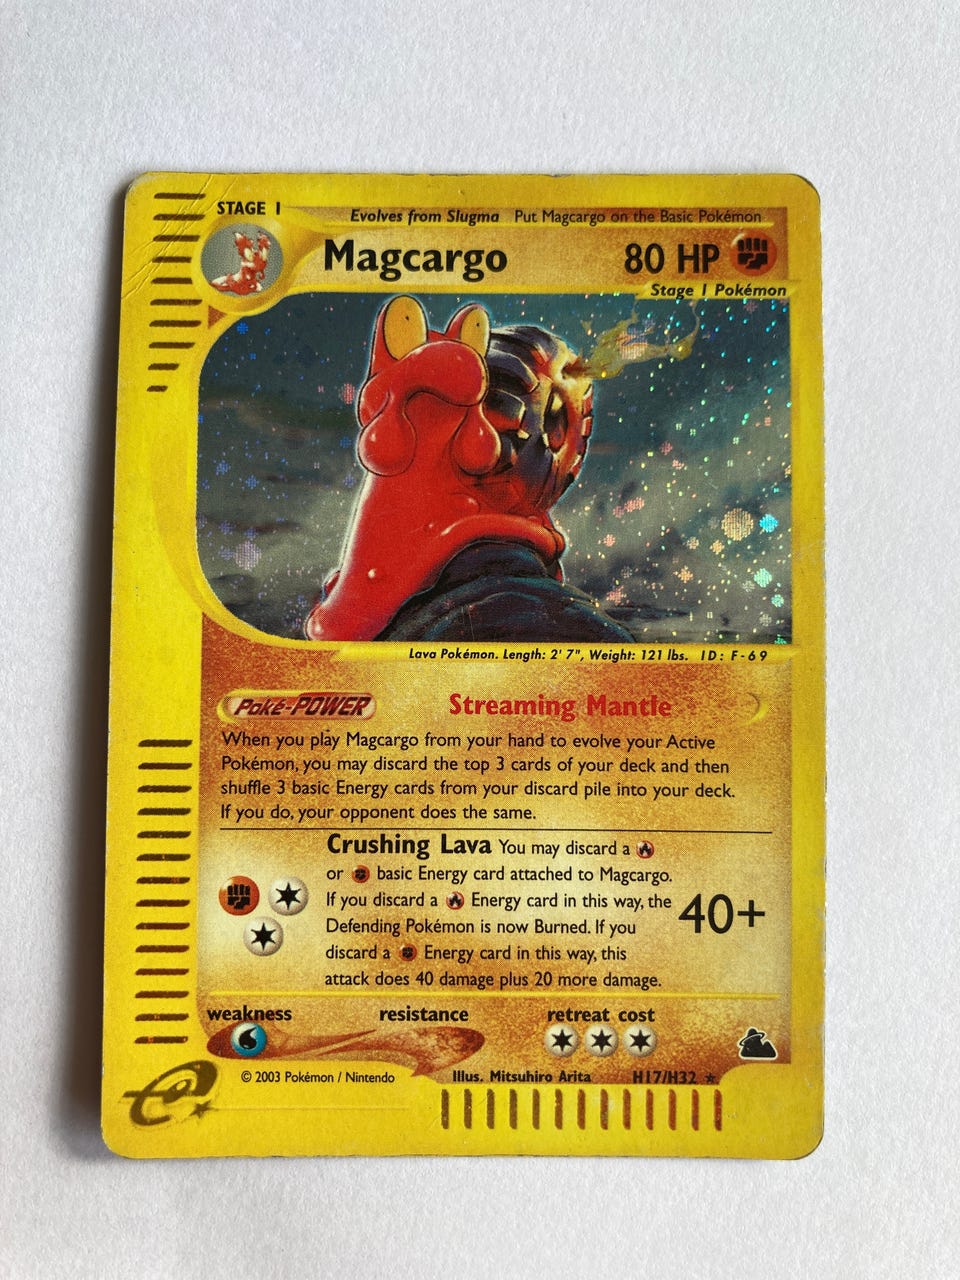 STAGE 1
Evolves from Slugma Put Magcargo on the Basic Pokémon
Magcargo 80 HP
Stage 1 Pokémon
Lava Pokémon. Length: 2' 7", Weight: 121 lbs. ID: F-69
Poké-POWER Streaming Mantle
When you play Magcargo from your hand to evolve your Active
Pokémon, you may discard the top 3 cards of your deck and then
shuffle 3 basic Energy cards from your discard pile into your deck.
If you do, your opponent does the same.
Crushing Lava You may discard a
or basic Energy card attached to Magcargo.
If you discard a Energy card in this way, the
40+
Defending Pokémon is now Burned. If you
discard a Energy card in this way, this
attack does 40 damage plus 20 more damage.
weakness resistance retreat cost
© 2003 Pokémon / Nintendo Illus. Mitsuhiro Arita H17/H32 ★
e